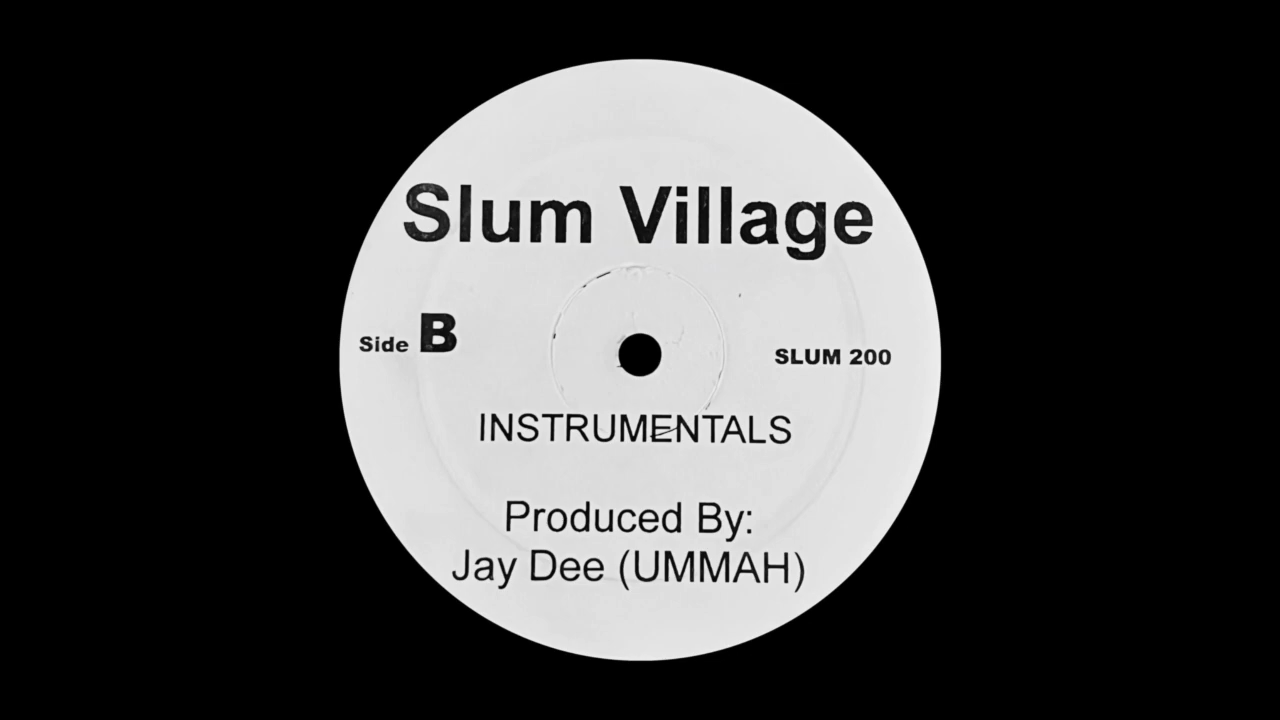 Slum Village
Side B
SLUM 200
INSTRUMENTALS
Produced By:
Jay Dee (UMMAH)